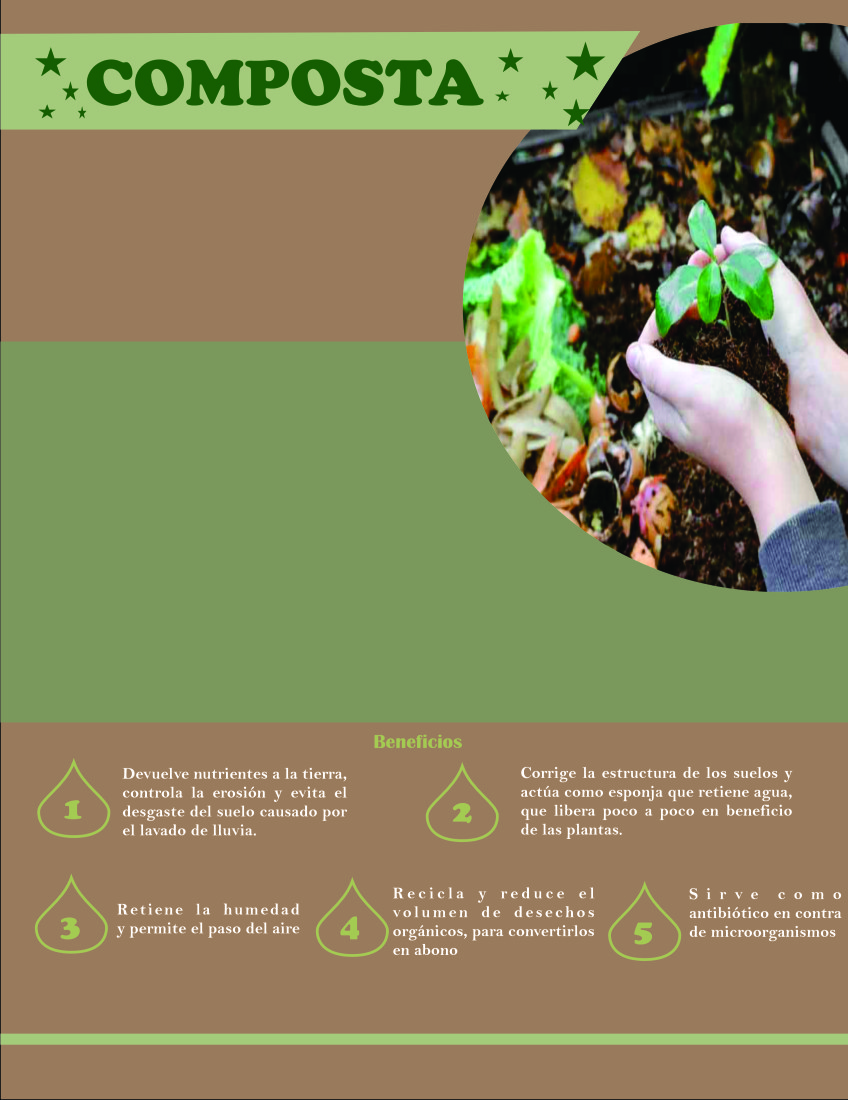 COMPOSTA
Beneficios
1
Devuelve nutrientes a la tierra,
controla la erosión y evita el
desgaste del suelo causado por
el lavado de lluvia.
2
Corrige la estructura de los suelos y
actúa como esponja que retiene agua,
que libera poco a poco en beneficio
de las plantas.
3
Retiene la humedad
y permite el paso del aire
4
Recicla y reduce el
volumen de desechos
orgánicos, para convertirlos
en abono
5
Sirve como
antibiótico en contra
de microorganismos